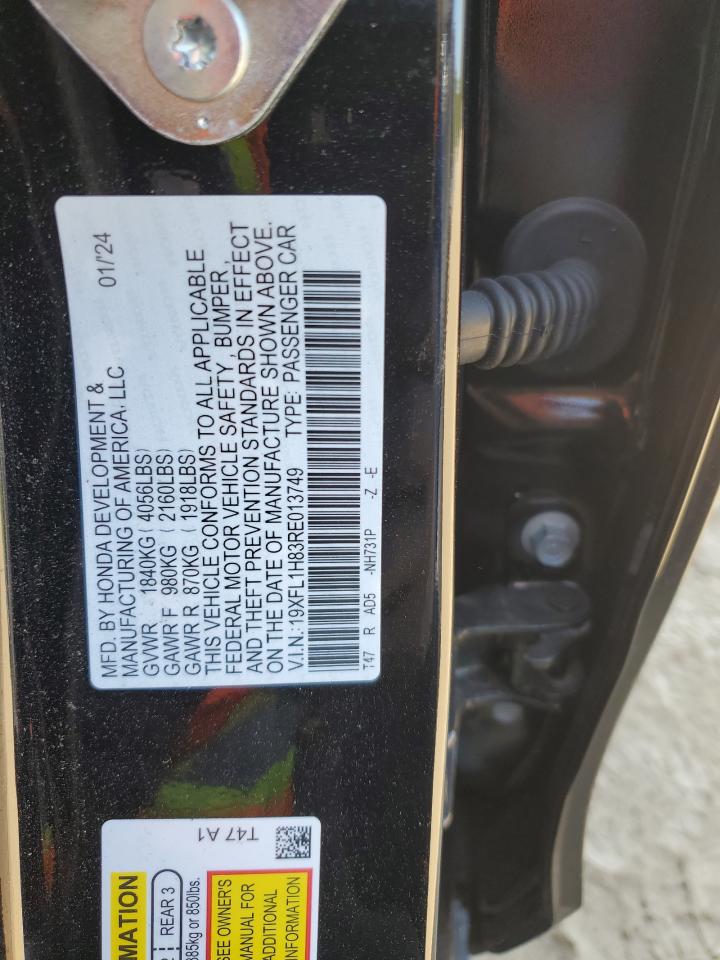 MFD. BY HONDA DEVELOPMENT & 01/'24
MANUFACTURING OF AMERICA, LLC
GVWR 1840KG ( 4056LBS)
GAWR F 980KG ( 2160LBS)
GAWR R 870KG ( 1918LBS)
THIS VEHICLE CONFORMS TO ALL APPLICABLE
FEDERAL MOTOR VEHICLE SAFETY, BUMPER,
AND THEFT PREVENTION STANDARDS IN EFFECT
ON THE DATE OF MANUFACTURE SHOWN ABOVE.
V.I.N.:19XFL1H83RE013749 TYPE: PASSENGER CAR
T47 R AD5 -NH731P -Z -E
T47 A1
REAR 3
385kg or 850lbs.
SEE OWNER'S
MANUAL FOR
ADDITIONAL
INFORMATION